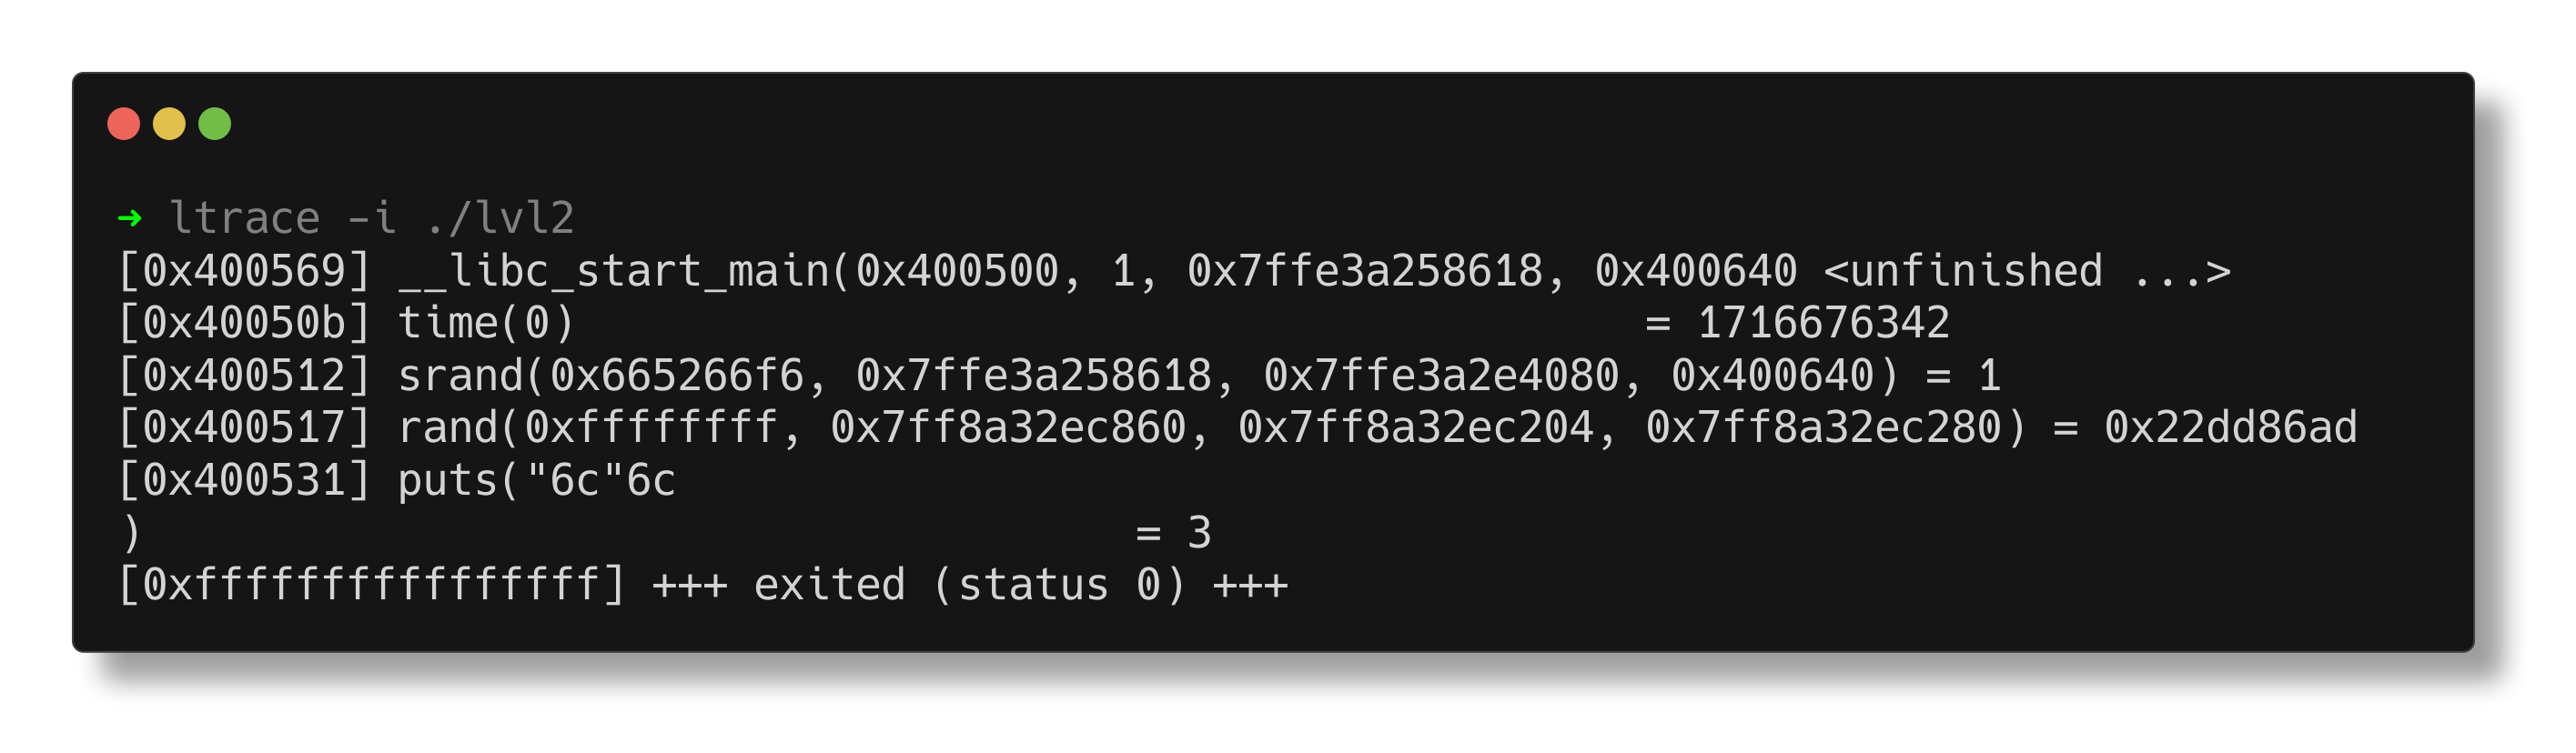 ➜ ltrace -i ./lvl2
[0x400569] __libc_start_main(0x400500, 1, 0x7ffe3a258618, 0x400640 <unfinished ...>
[0x40050b] time(0)                                          = 1716676342
[0x400512] srand(0x665266f6, 0x7ffe3a258618, 0x7ffe3a2e4080, 0x400640) = 1
[0x400517] rand(0xffffffff, 0x7ff8a32ec860, 0x7ff8a32ec204, 0x7ff8a32ec280) = 0x22dd86ad
[0x400531] puts("6c"6c
)                                       = 3
[0xffffffffffffffff] +++ exited (status 0) +++